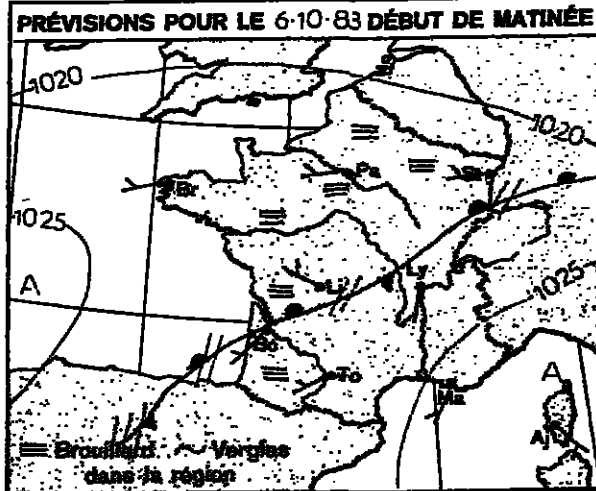 PRÉVISIONS POUR LE 6·10·83 DÉBUT DE MATINÉE
1020
1020
Pa
Br
1025
A
Ly
Li
1025
Bo
To
A
Ma
Aj
Brouillard Verglas
dans la région